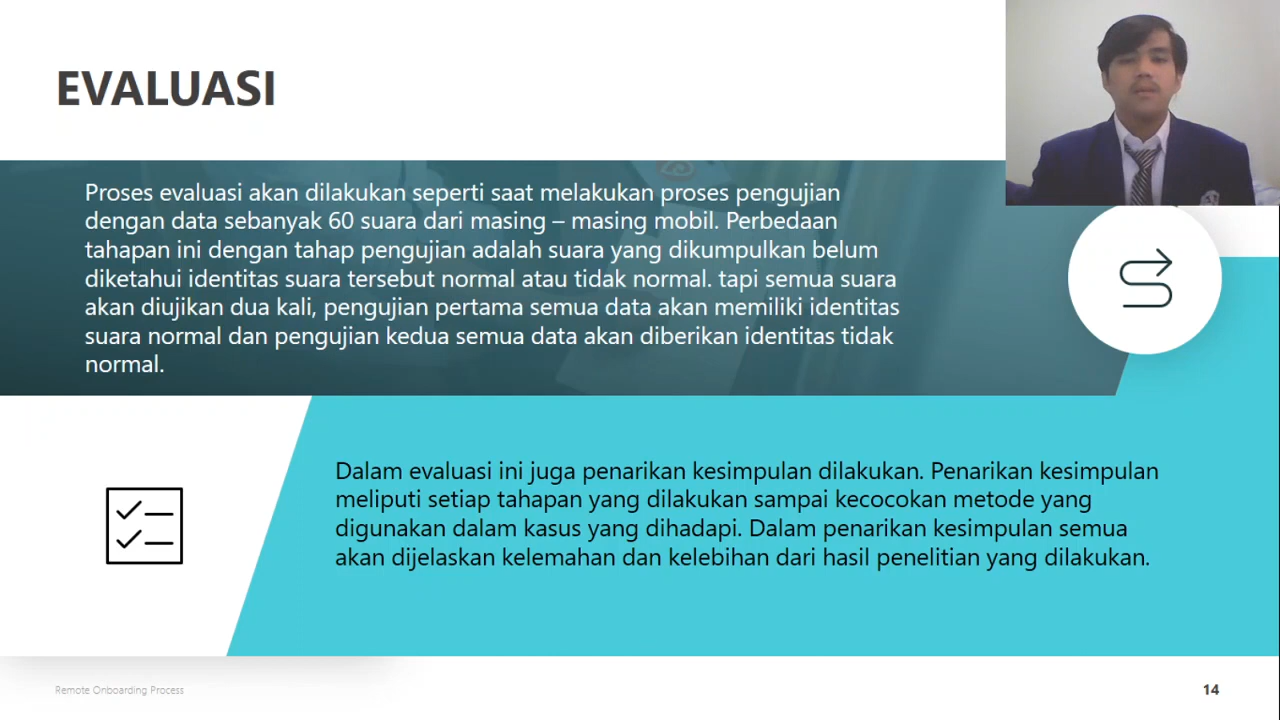 EVALUASI
Proses evaluasi akan dilakukan seperti saat melakukan proses pengujian
dengan data sebanyak 60 suara dari masing – masing mobil. Perbedaan
tahapan ini dengan tahap pengujian adalah suara yang dikumpulkan belum
diketahui identitas suara tersebut normal atau tidak normal. tapi semua suara
akan diujikan dua kali, pengujian pertama semua data akan memiliki identitas
suara normal dan pengujian kedua semua data akan diberikan identitas tidak
normal.
Dalam evaluasi ini juga penarikan kesimpulan dilakukan. Penarikan kesimpulan
meliputi setiap tahapan yang dilakukan sampai kecocokan metode yang
digunakan dalam kasus yang dihadapi. Dalam penarikan kesimpulan semua
akan dijelaskan kelemahan dan kelebihan dari hasil penelitian yang dilakukan.
Remote Onboarding Process
14